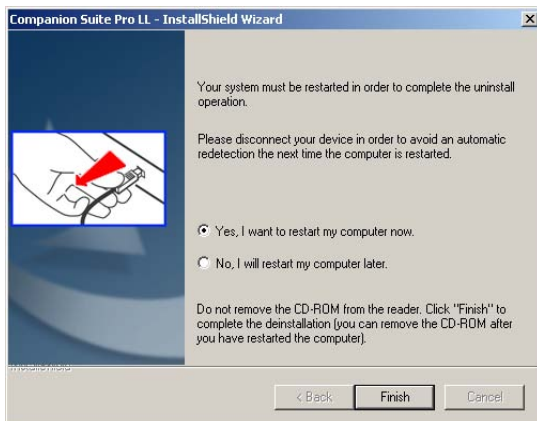 Companion Suite Pro LL - InstallShield Wizard
Your system must be restarted in order to complete the uninstall
operation.
Please disconnect your device in order to avoid an automatic
redetection the next time the computer is restarted.
Yes, I want to restart my computer now.
No, I will restart my computer later.
Do not remove the CD-ROM from the reader. Click "Finish" to
complete the deinstallation (you can remove the CD-ROM after
you have restarted the computer).
InstallShield
< Back
Finish
Cancel